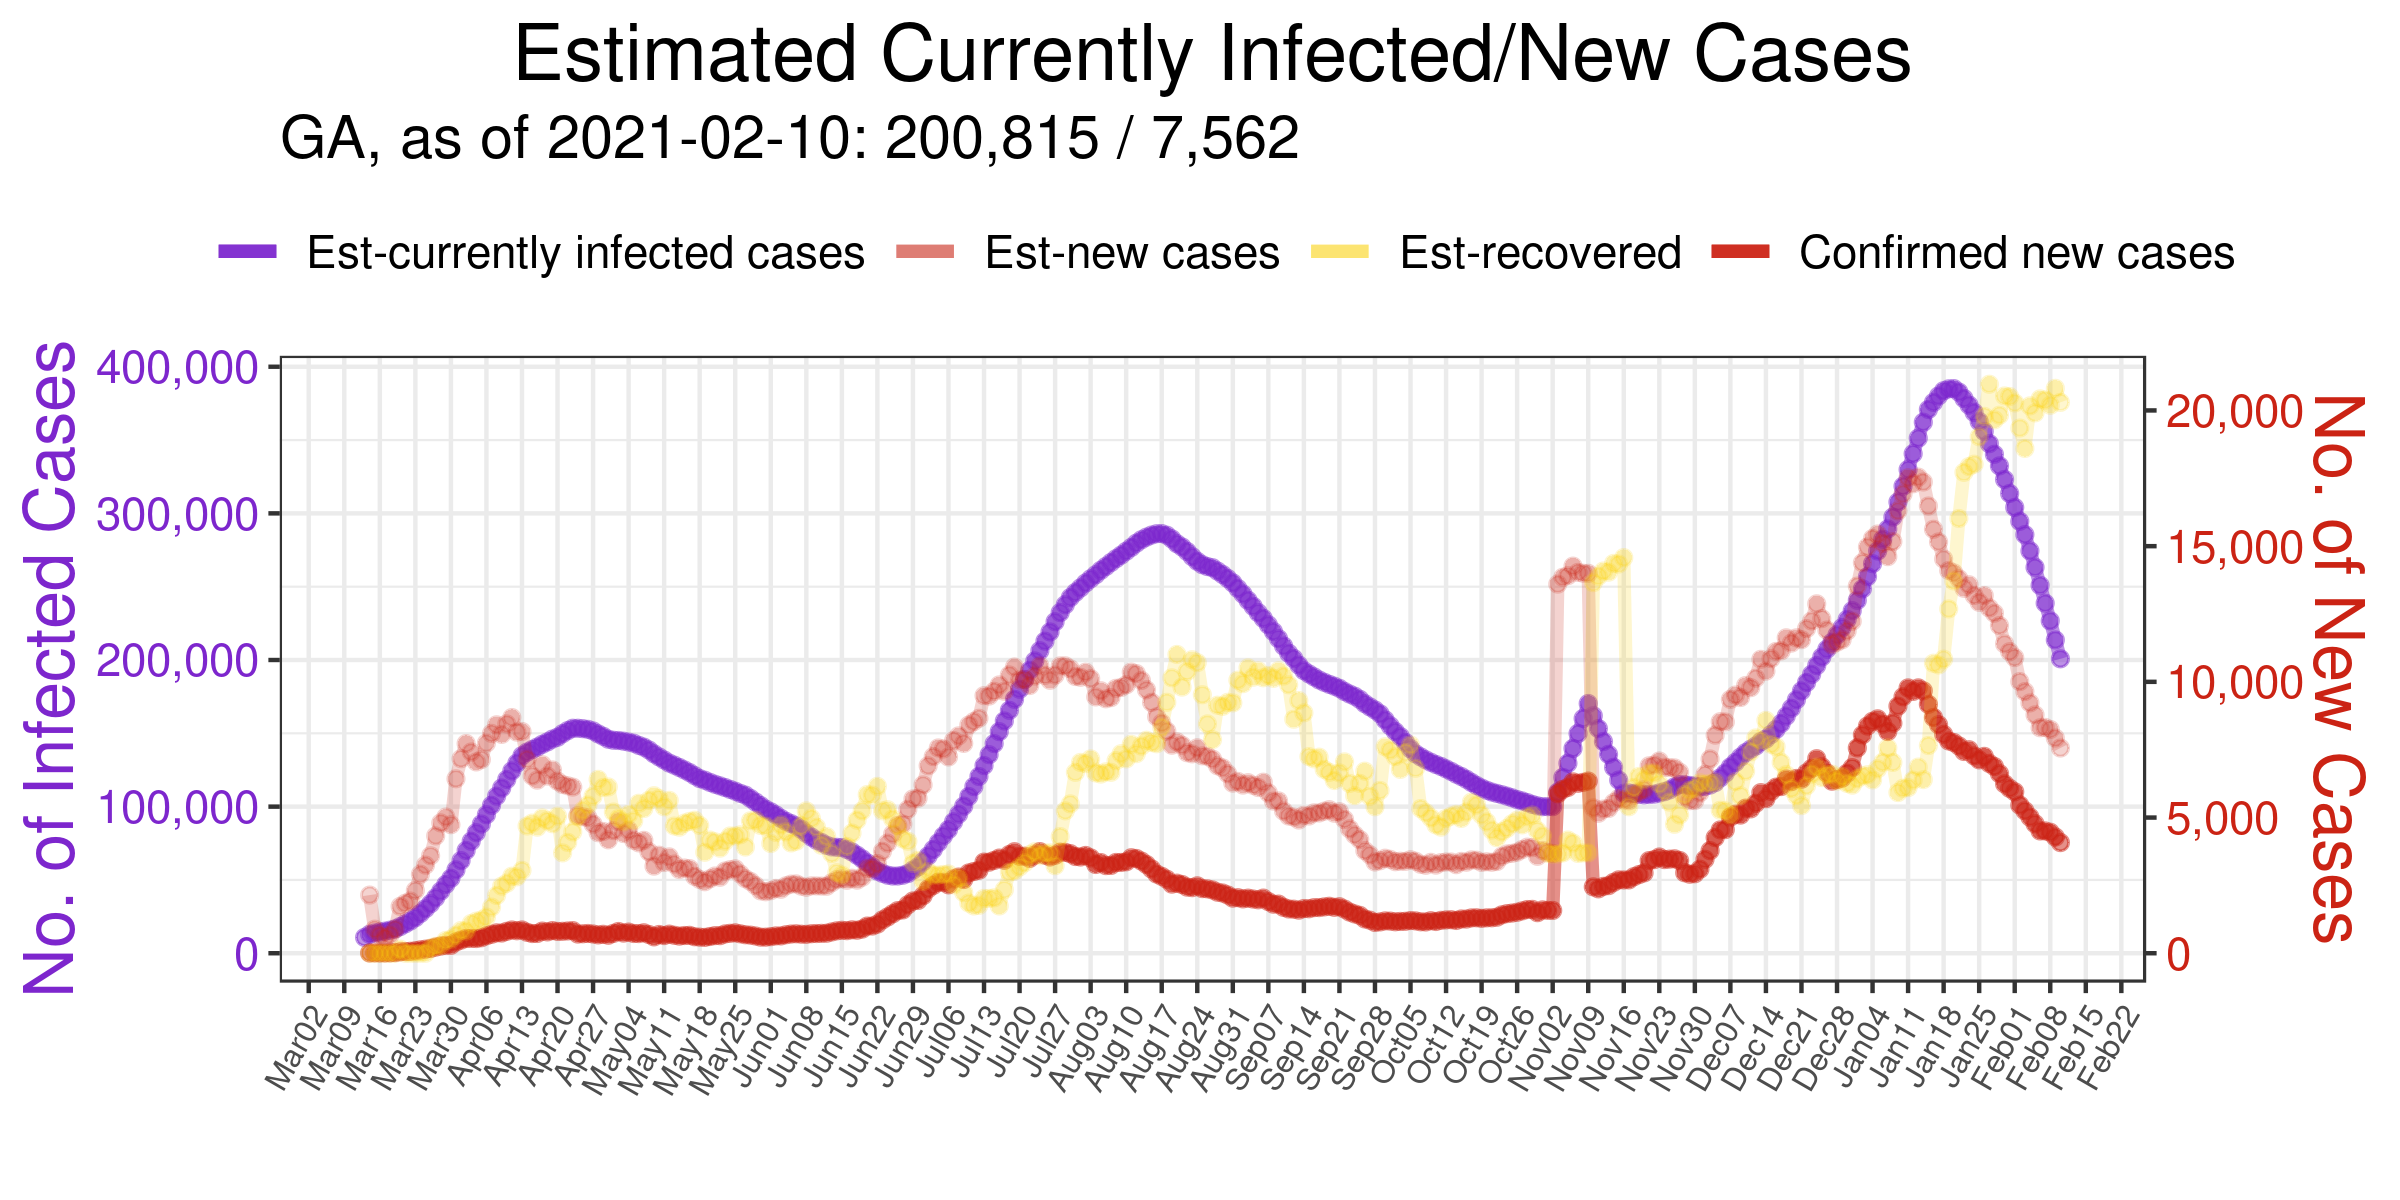 Estimated Currently Infected/New Cases
GA, as of 2021-02-10: 200,815 / 7,562
Est-currently infected cases Est-new cases Est-recovered Confirmed new cases
No. of Infected Cases
400,000
300,000
200,000
100,000
0
20,000
15,000
10,000
5,000
0
No. of New Cases
Mar02
Mar09
Mar16
Mar23
Mar30
Apr06
Apr13
Apr20
Apr27
May04
May11
May18
May25
Jun01
Jun08
Jun15
Jun22
Jun29
Jul06
Jul13
Jul20
Jul27
Aug03
Aug10
Aug17
Aug24
Aug31
Sep07
Sep14
Sep21
Sep28
Oct05
Oct12
Oct19
Oct26
Nov02
Nov09
Nov16
Nov23
Nov30
Dec07
Dec14
Dec21
Dec28
Jan04
Jan11
Jan18
Jan25
Feb01
Feb08
Feb15
Feb22